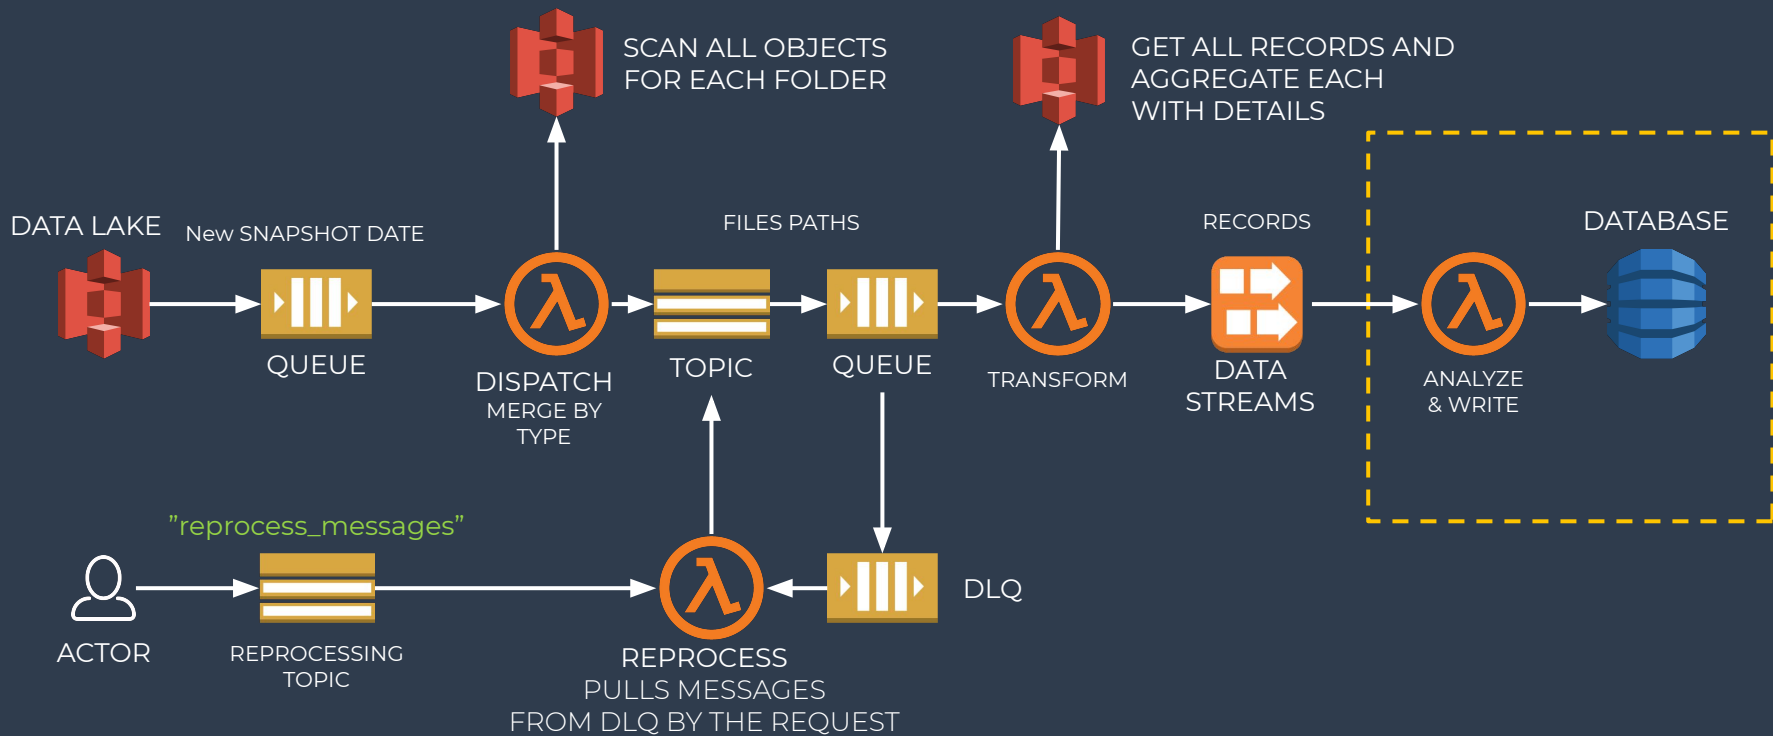 SCAN ALL OBJECTS
FOR EACH FOLDER
GET ALL RECORDS AND
AGGREGATE EACH
WITH DETAILS
DATA LAKE
New SNAPSHOT DATE
FILES PATHS
RECORDS
DATABASE
QUEUE
DISPATCH
MERGE BY
TYPE
TOPIC
QUEUE
TRANSFORM
DATA
STREAMS
ANALYZE
& WRITE
”reprocess_messages”
ACTOR
REPROCESSING
TOPIC
REPROCESS
PULLS MESSAGES
FROM DLQ BY THE REQUEST
DLQ